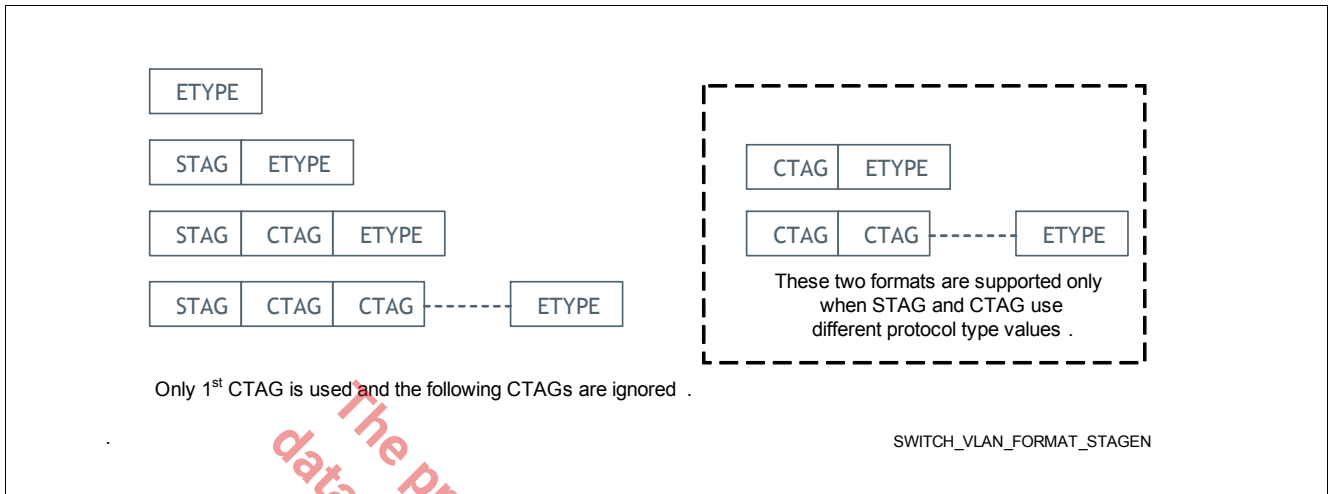 ETYPE
STAG ETYPE
STAG CTAG ETYPE
STAG CTAG CTAG ETYPE
Only 1st CTAG is used and the following CTAGs are ignored .
CTAG ETYPE
CTAG CTAG ETYPE
These two formats are supported only
when STAG and CTAG use
different protocol type values .
.
SWITCH_VLAN_FORMAT_STAGEN
The
data